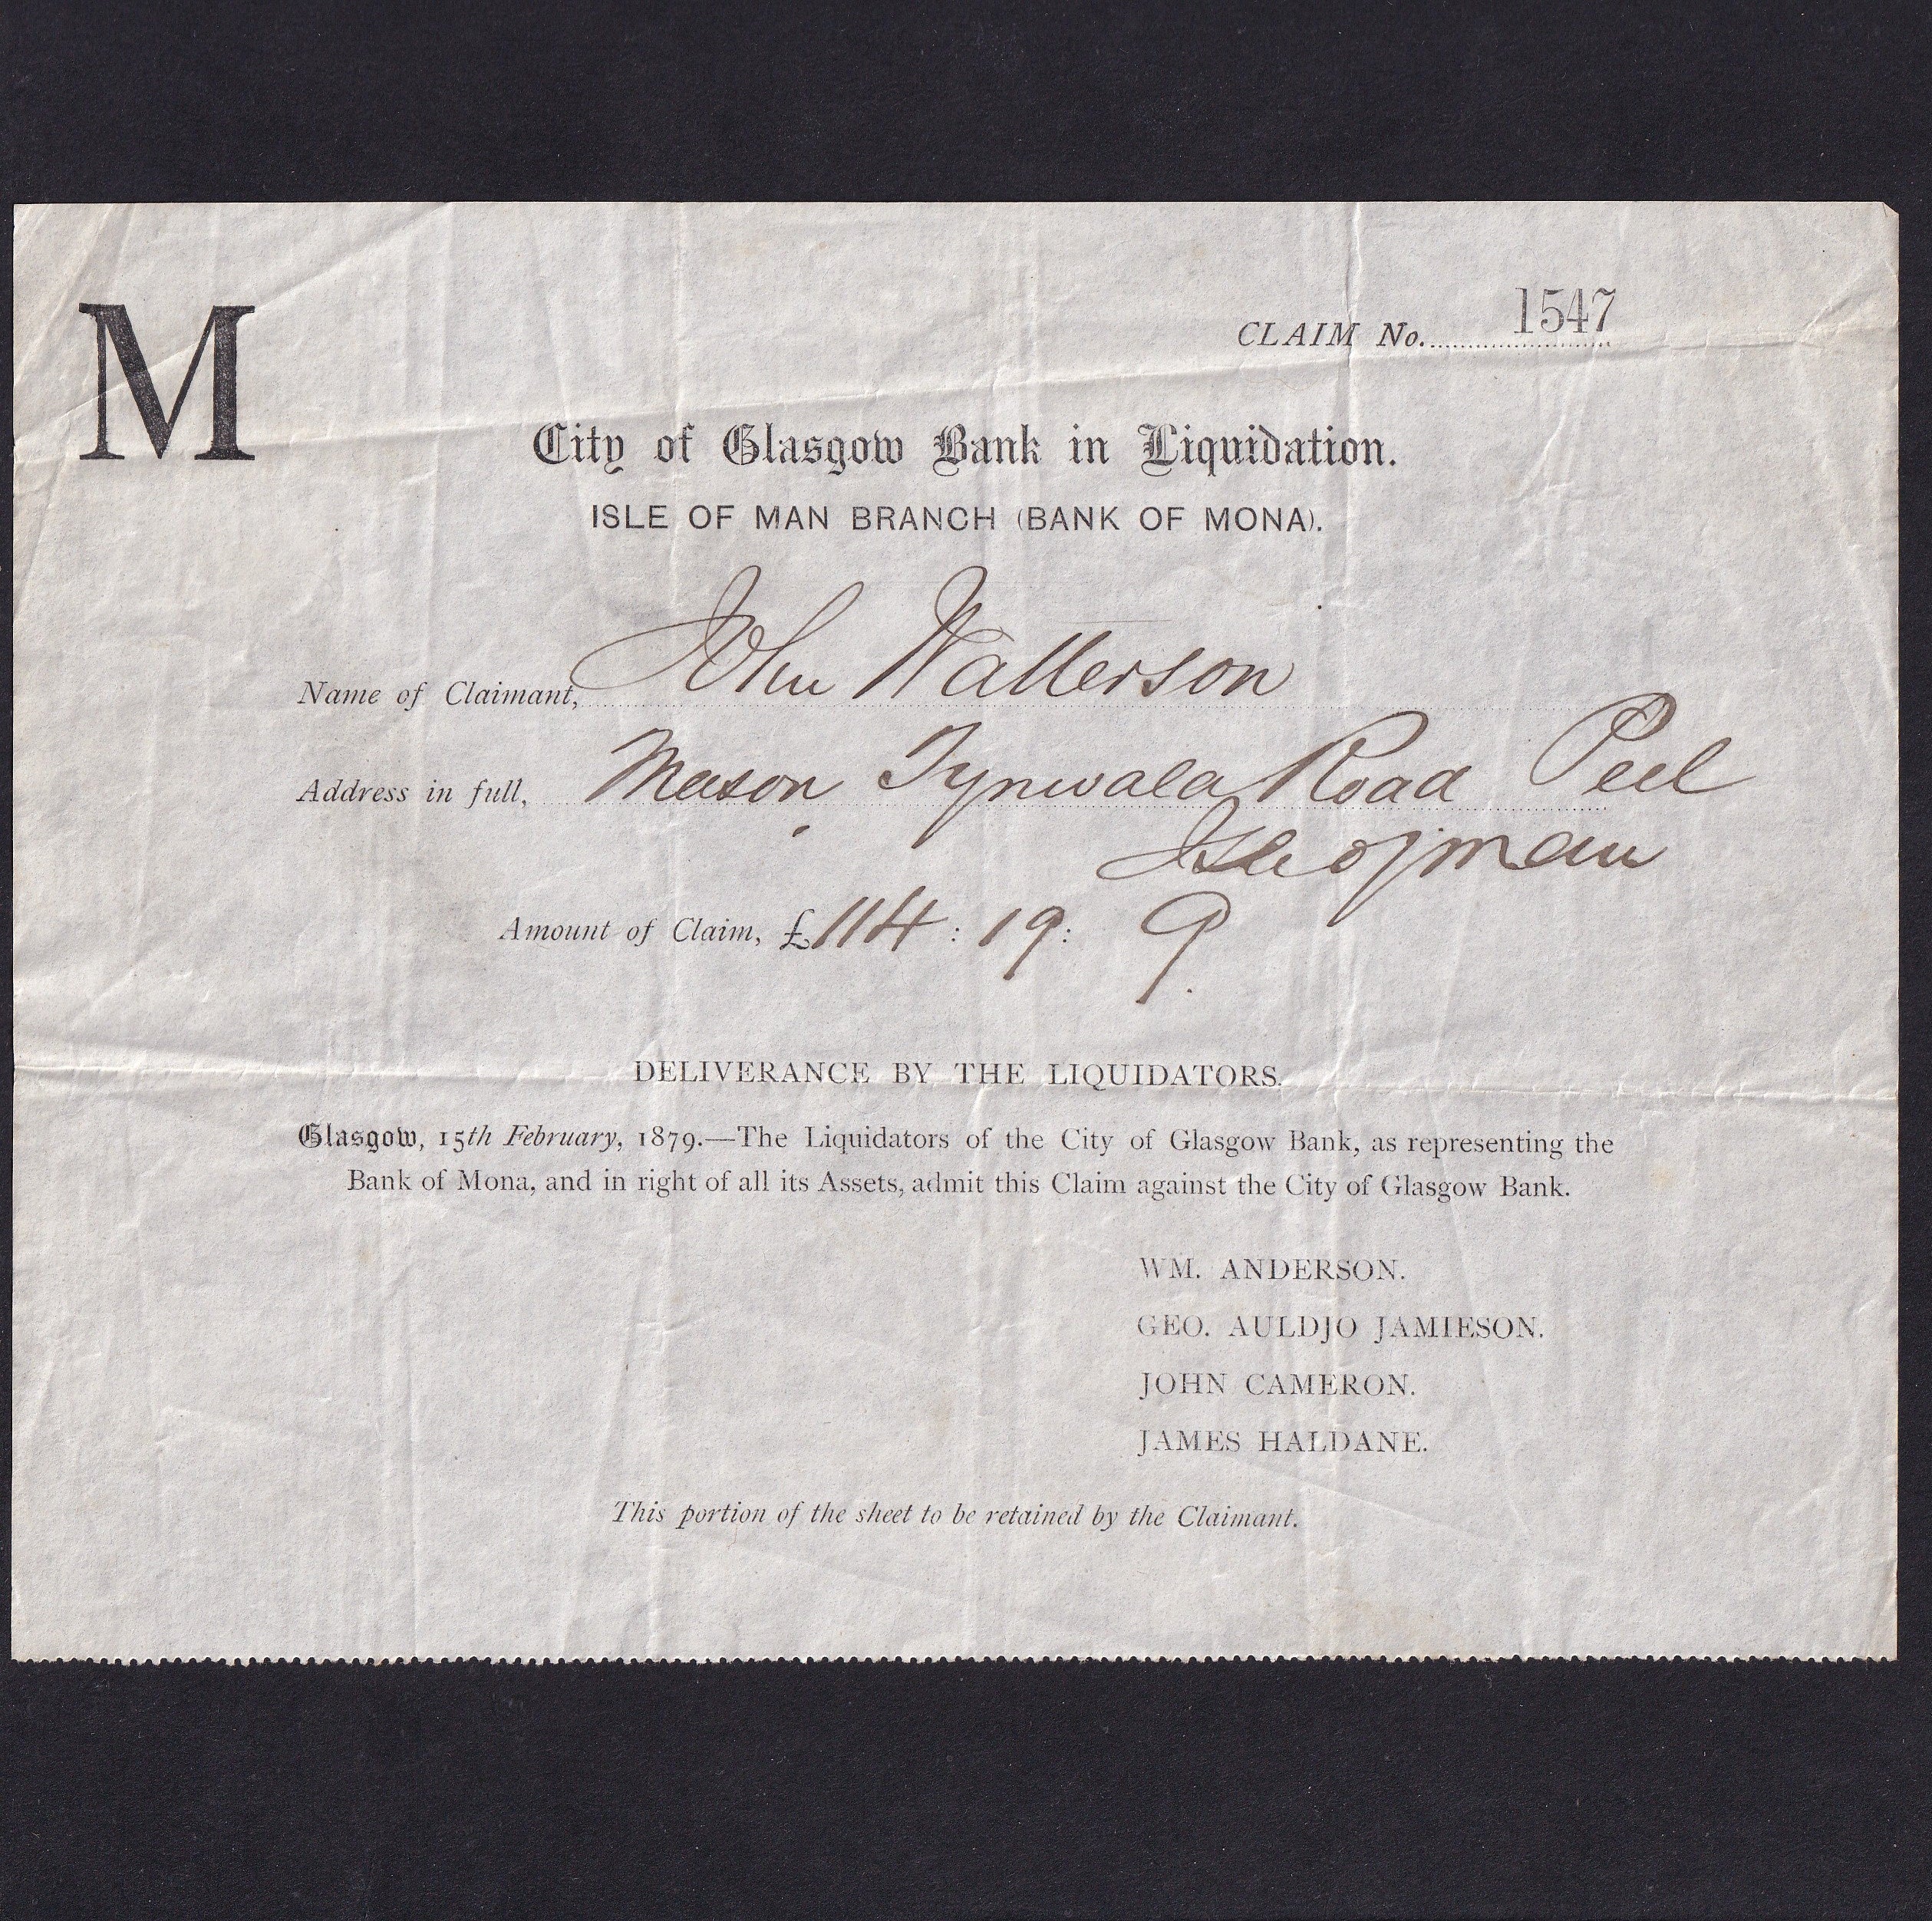 M
CLAIM No. 1547
City of Glasgow Bank in Liquidation.
ISLE OF MAN BRANCH (BANK OF MONA).
Name of Claimant, John Watterson
Address in full, Mason Tynwald Road Peel
Isle of Man
Amount of Claim, £114 : 19 : 9.
DELIVERANCE BY THE LIQUIDATORS.
Glasgow, 15th February, 1879.—The Liquidators of the City of Glasgow Bank, as representing the
Bank of Mona, and in right of all its Assets, admit this Claim against the City of Glasgow Bank.
WM. ANDERSON.
GEO. AULDJO JAMIESON.
JOHN CAMERON.
JAMES HALDANE.
This portion of the sheet to be retained by the Claimant.